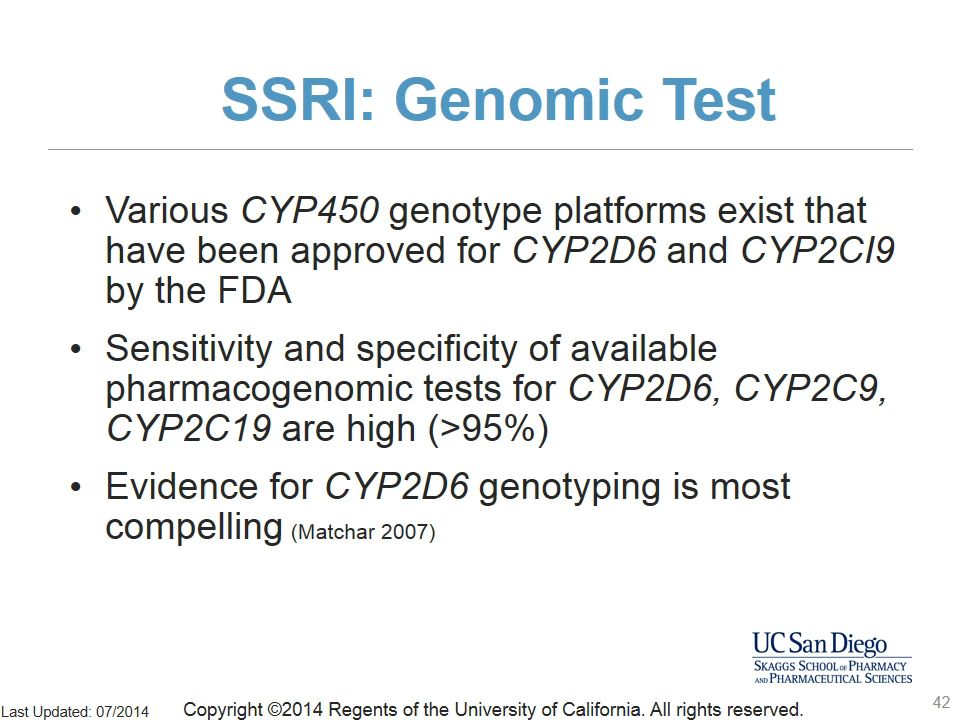 SSRI: Genomic Test
• Various CYP450 genotype platforms exist that
have been approved for CYP2D6 and CYP2CI9
by the FDA
• Sensitivity and specificity of available
pharmacogenomic tests for CYP2D6, CYP2C9,
CYP2C19 are high (>95%)
• Evidence for CYP2D6 genotyping is most
compelling (Matchar 2007)
UC San Diego
SKAGGS SCHOOL OF PHARMACY
AND PHARMACEUTICAL SCIENCES
Last Updated: 07/2014 Copyright ©2014 Regents of the University of California. All rights reserved. 42